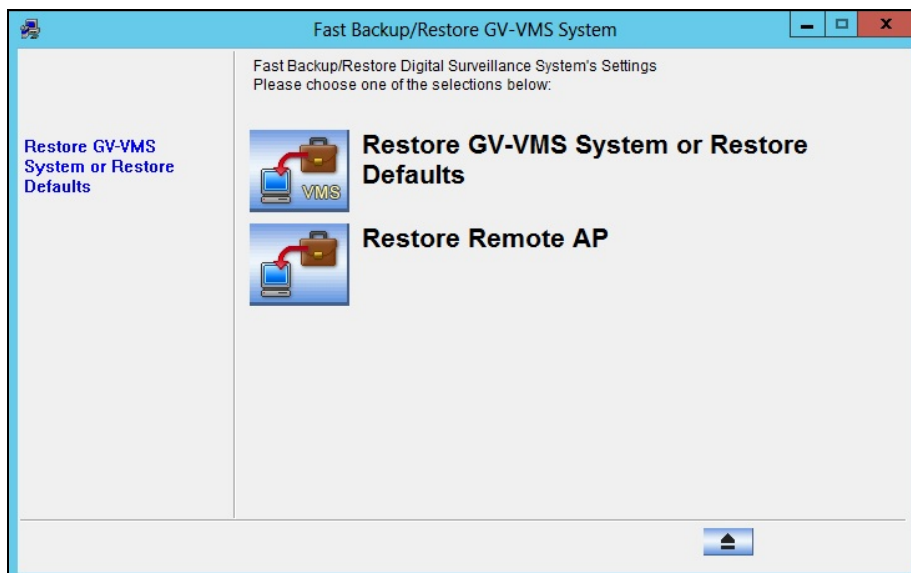 Fast Backup/Restore GV-VMS System
Fast Backup/Restore Digital Surveillance System's Settings
Please choose one of the selections below:
Restore GV-VMS
System or Restore
Defaults
Restore GV-VMS System or Restore
Defaults
VMS
Restore Remote AP